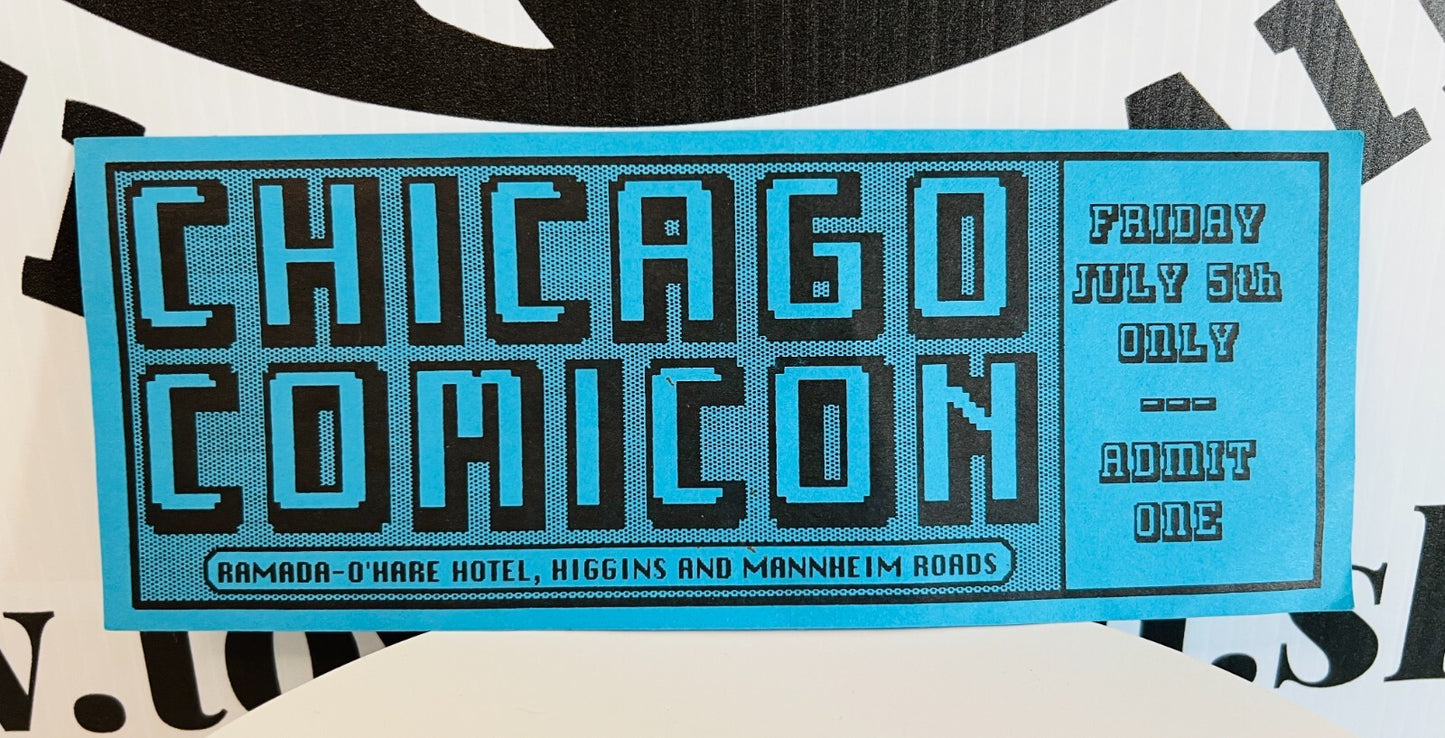 CHICAGO
COMICON
RAMADA-O'HARE HOTEL, HIGGINS AND MANNHEIM ROADS
FRIDAY
JULY 5th
ONLY
---
ADMIT
ONE